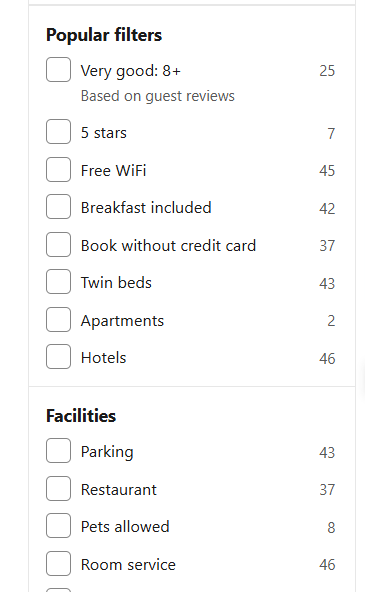 Popular filters
Very good: 8+ 25
Based on guest reviews
5 stars 7
Free WiFi 45
Breakfast included 42
Book without credit card 37
Twin beds 43
Apartments 2
Hotels 46
Facilities
Parking 43
Restaurant 37
Pets allowed 8
Room service 46